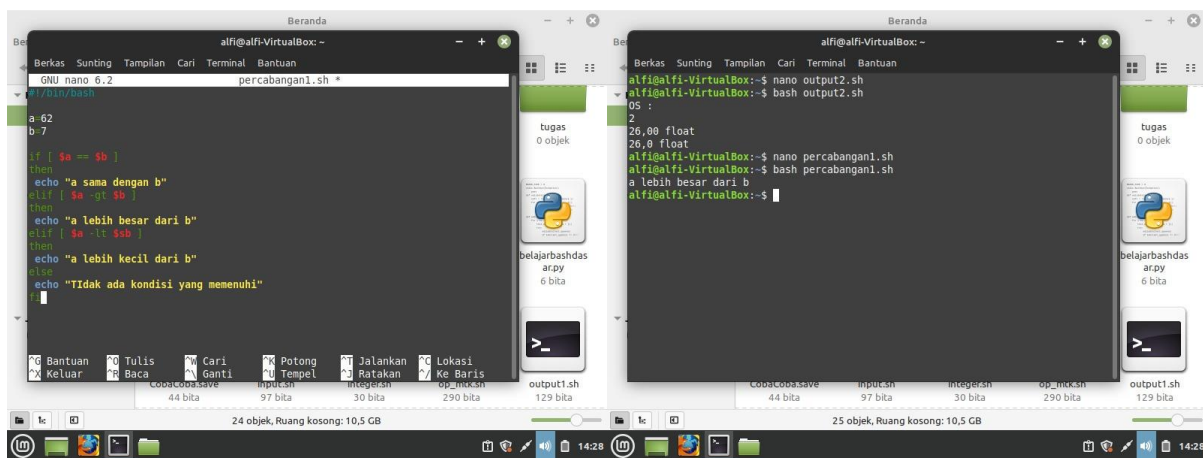 Beranda
alfi@alfi-VirtualBox: ~
Berkas Sunting Tampilan Cari Terminal Bantuan
GNU nano 6.2 percabangan1.sh *
#!/bin/bash
a=62
b=7
if [ $a == $b ]
then
echo "a sama dengan b"
elif [ $a -gt $b ]
then
echo "a lebih besar dari b"
elif [ $a -lt $sb ]
then
echo "a lebih kecil dari b"
else
echo "TIdak ada kondisi yang memenuhi"
fi
^G Bantuan ^O Tulis ^W Cari ^K Potong ^T Jalankan ^C Lokasi
^X Keluar ^R Baca ^\ Ganti ^U Tempel ^J Ratakan ^/ Ke Baris
tugas
0 objek
belajarbashdas
ar.py
6 bita
CobaCoba.save input.sh integer.sh op_mtk.sh output1.sh
44 bita 97 bita 30 bita 290 bita 129 bita
24 objek, Ruang kosong: 10,5 GB
14:28
Beranda
alfi@alfi-VirtualBox: ~
Berkas Sunting Tampilan Cari Terminal Bantuan
alfi@alfi-VirtualBox:~$ nano output2.sh
alfi@alfi-VirtualBox:~$ bash output2.sh
OS :
2
26,00 float
26,0 float
alfi@alfi-VirtualBox:~$ nano percabangan1.sh
alfi@alfi-VirtualBox:~$ bash percabangan1.sh
a lebih besar dari b
alfi@alfi-VirtualBox:~$
tugas
0 objek
belajarbashdas
ar.py
6 bita
CobaCoba.save input.sh integer.sh op_mtk.sh output1.sh
44 bita 97 bita 30 bita 290 bita 129 bita
25 objek, Ruang kosong: 10,5 GB
14:28